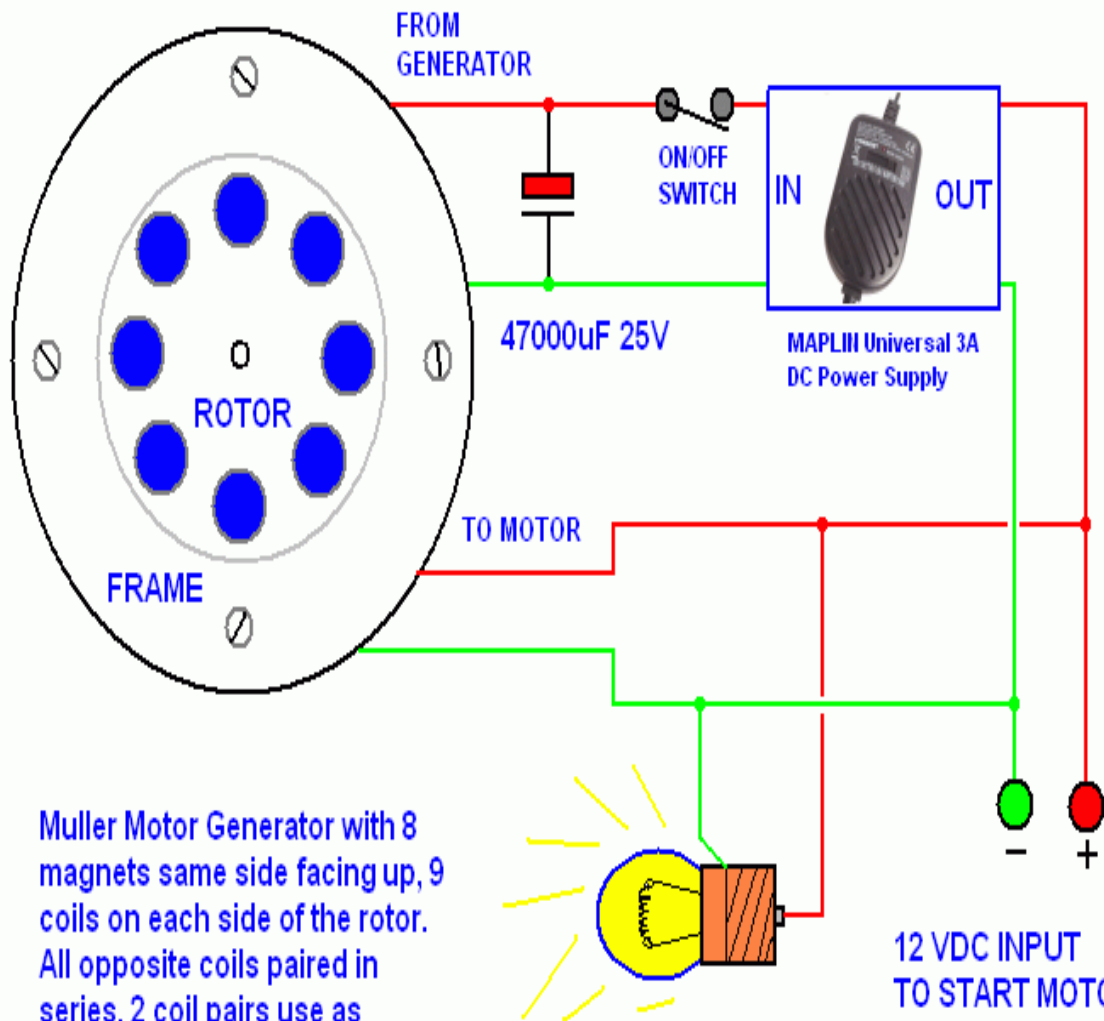 FROM
GENERATOR
ON/OFF
SWITCH
IN
OUT
47000uF 25V
MAPLIN Universal 3A
DC Power Supply
ROTOR
TO MOTOR
FRAME
- +
Muller Motor Generator with 8
magnets same side facing up, 9
coils on each side of the rotor.
All opposite coils paired in
series. 2 coil pairs use as
12 VDC INPUT
TO START MOTO